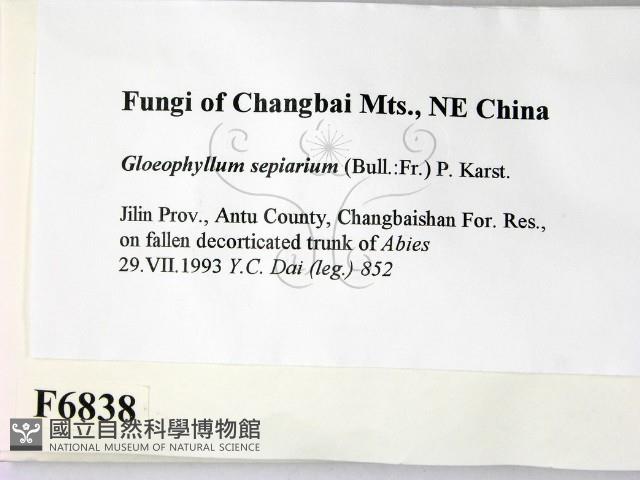 Fungi of Changbai Mts., NE China
Gloeophyllum sepiarium (Bull.:Fr.) P. Karst.
Jilin Prov., Antu County, Changbaishan For. Res.,
on fallen decorticated trunk of Abies
29.VII.1993 Y.C. Dai (leg.) 852
F6838
國立自然科學博物館
NATIONAL MUSEUM OF NATURAL SCIENCE